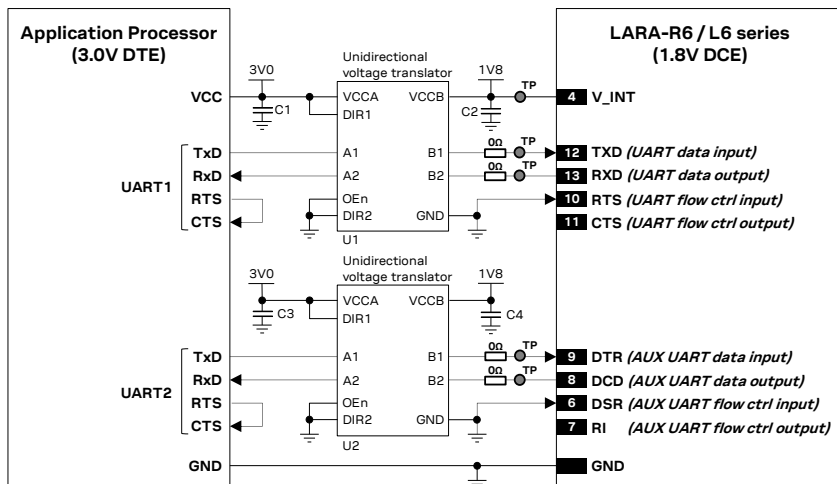 Application Processor
(3.0V DTE)
LARA-R6 / L6 series
(1.8V DCE)
Unidirectional
voltage translator
3V0
1V8
TP
VCC
VCCA
VCCB
4
V_INT
C1
DIR1
C2
0Ω
TP
TxD
A1
B1
12
TXD (UART data input)
0Ω
TP
UART1
RxD
A2
B2
13
RXD (UART data output)
RTS
OEn
10
RTS (UART flow ctrl input)
CTS
DIR2
GND
11
CTS (UART flow ctrl output)
U1
Unidirectional
voltage translator
3V0
1V8
VCCA
VCCB
C3
DIR1
C4
0Ω
TP
TxD
A1
B1
9
DTR (AUX UART data input)
0Ω
TP
UART2
RxD
A2
B2
8
DCD (AUX UART data output)
RTS
OEn
6
DSR (AUX UART flow ctrl input)
CTS
DIR2
GND
7
RI (AUX UART flow ctrl output)
U2
GND
GND